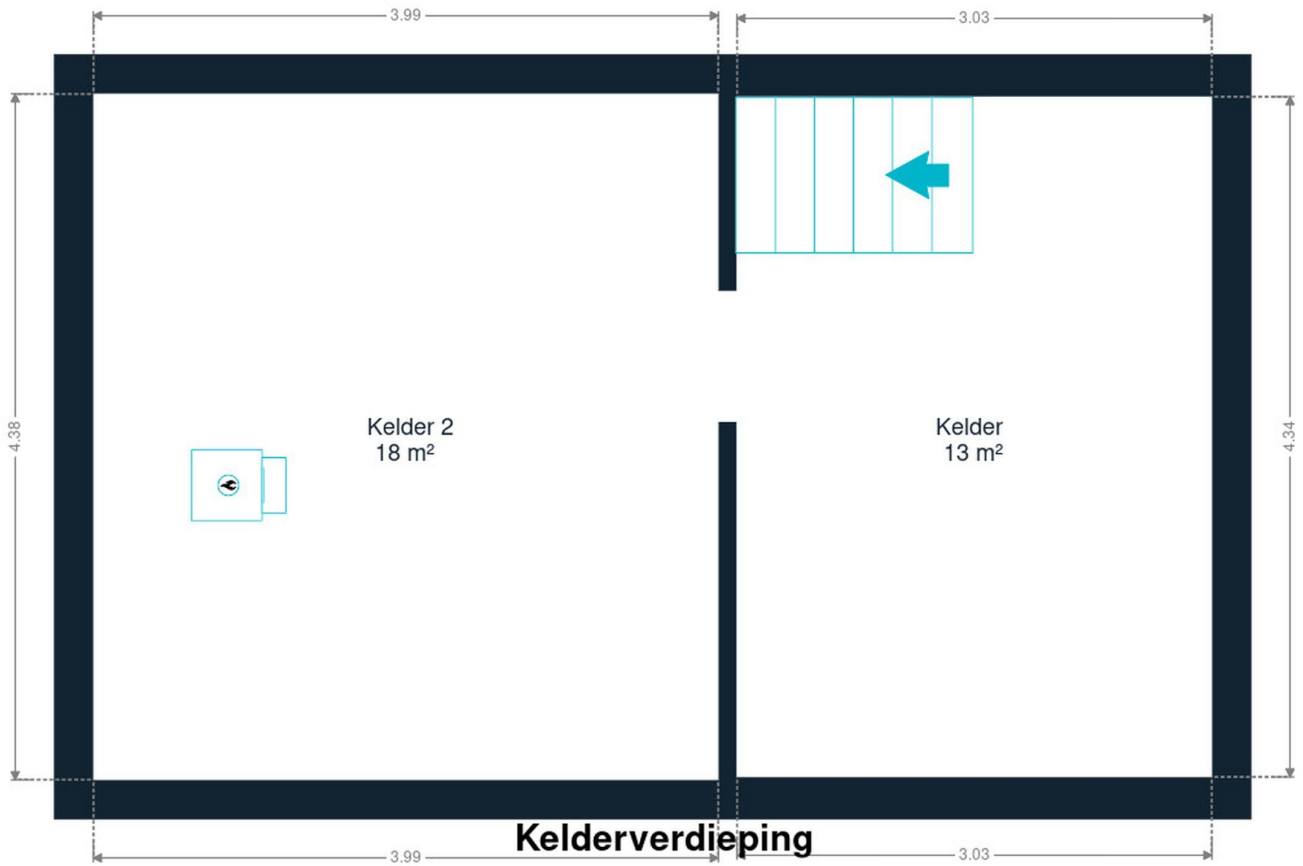 3.99
3.03
4.38
4.34
Kelder 2
18 m²
Kelder
13 m²
Kelderverdieping
3.99
3.03